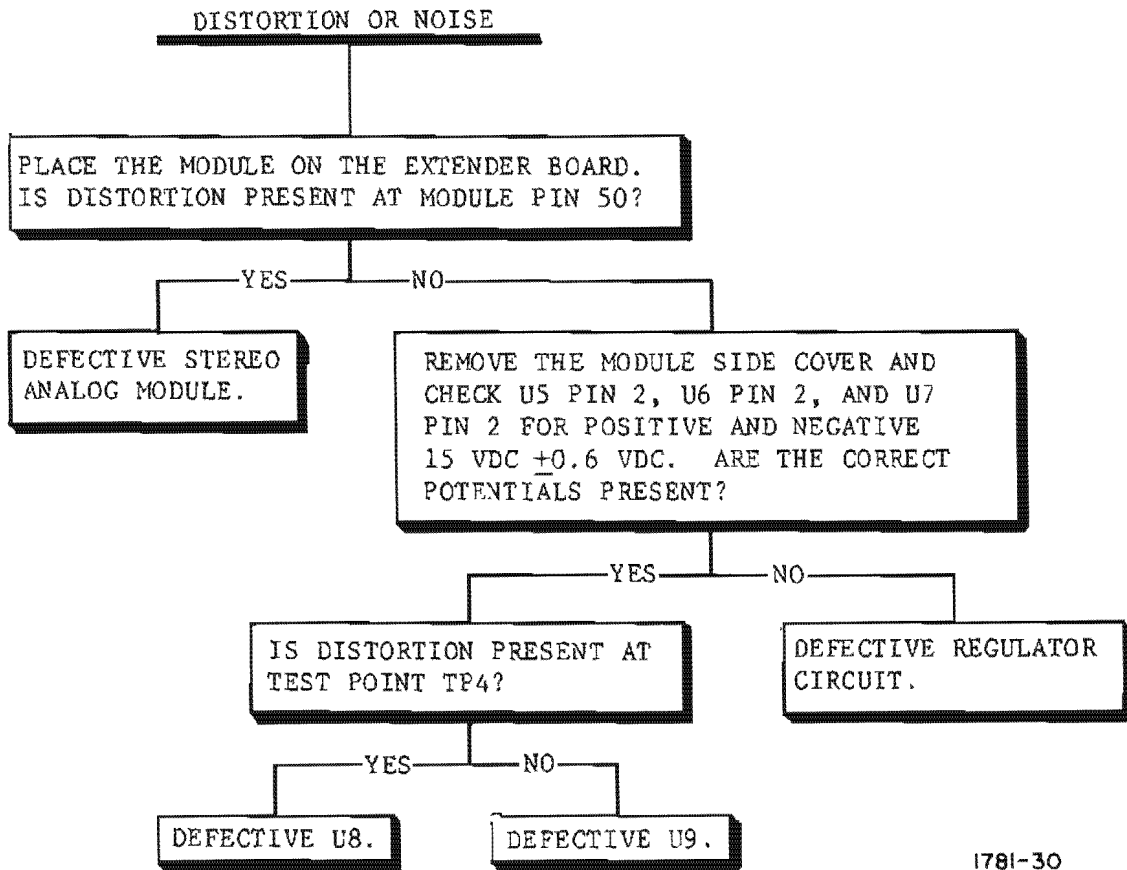 DISTORTION OR NOISE
PLACE THE MODULE ON THE EXTENDER BOARD.
IS DISTORTION PRESENT AT MODULE PIN 50?
YES
NO
DEFECTIVE STEREO
ANALOG MODULE.
REMOVE THE MODULE SIDE COVER AND
CHECK U5 PIN 2, U6 PIN 2, AND U7
PIN 2 FOR POSITIVE AND NEGATIVE
15 VDC ±0.6 VDC. ARE THE CORRECT
POTENTIALS PRESENT?
YES
NO
IS DISTORTION PRESENT AT
TEST POINT TP4?
DEFECTIVE REGULATOR
CIRCUIT.
YES
NO
DEFECTIVE U8.
DEFECTIVE U9.
1781-30